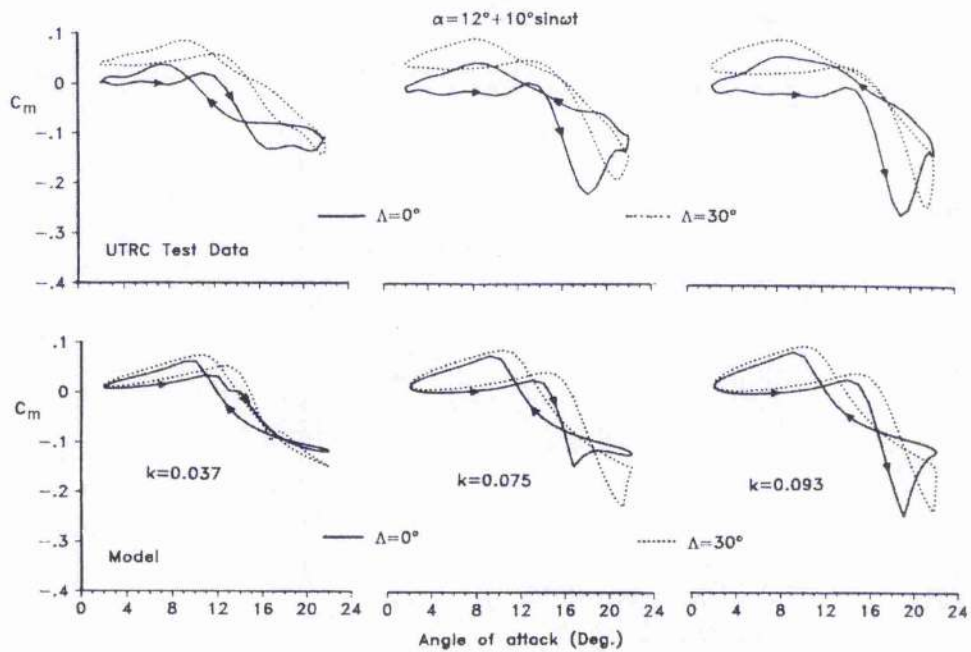 α=12°+10°sinωt
.1
0
-.1
-.2
-.3
-.4
Cm
UTRC Test Data
Λ=0°
Λ=30°
.1
0
-.1
-.2
-.3
-.4
Cm
k=0.037
k=0.075
k=0.093
Model
Λ=0°
Λ=30°
0 4 8 12 16 20 24
0 4 8 12 16 20 24
0 4 8 12 16 20 24
Angle of attack (Deg.)